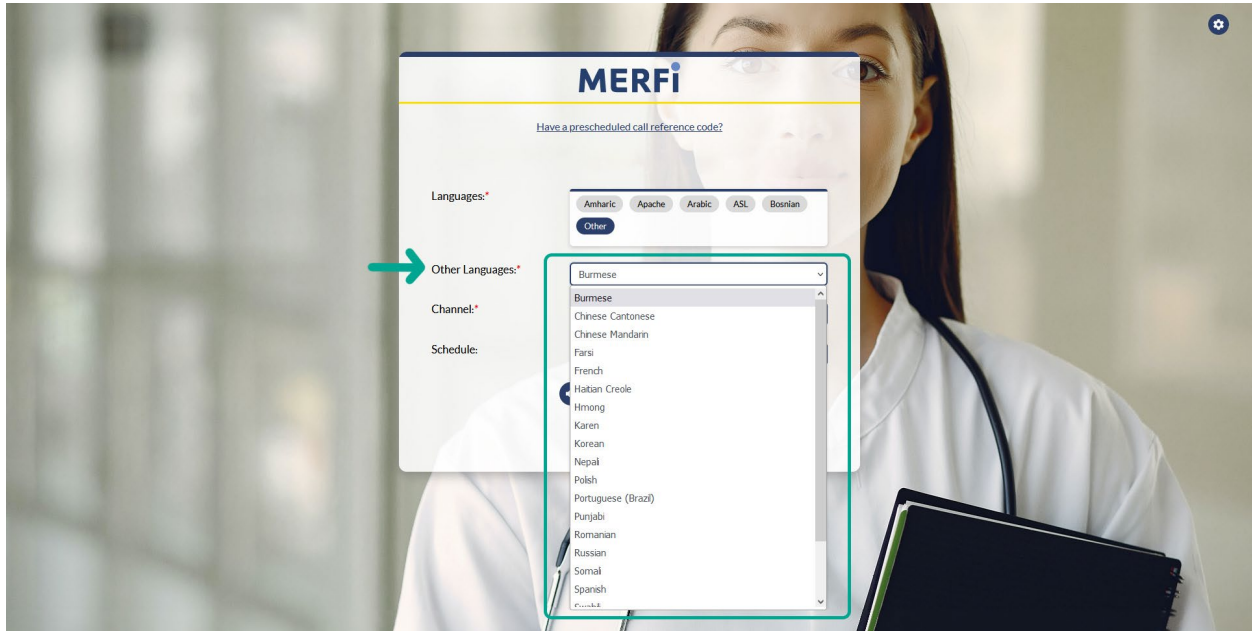 MERFi
Have a prescheduled call reference code?
Languages:*
Amharic Apache Arabic ASL Bosnian
Other
Other Languages:*
Burmese
Burmese
Channel:*
Chinese Cantonese
Chinese Mandarin
Schedule:
Farsi
French
Haitian Creole
Hmong
Karen
Korean
Nepali
Polish
Portuguese (Brazil)
Punjabi
Romanian
Russian
Somali
Spanish